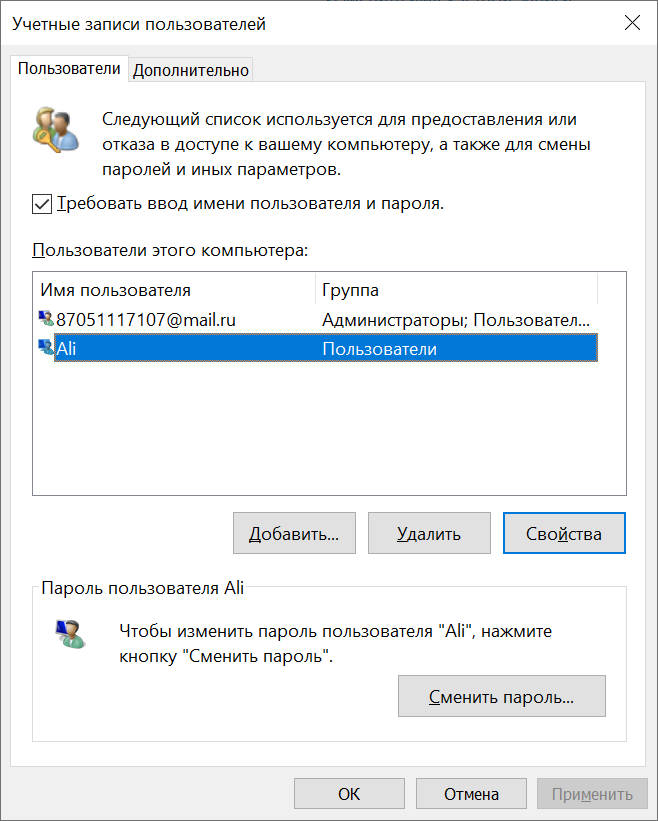 Учетные записи пользователей
Пользователи
Дополнительно
Следующий список используется для предоставления или
отказа в доступе к вашему компьютеру, а также для смены
паролей и иных параметров.
Требовать ввод имени пользователя и пароля.
Пользователи этого компьютера:
Имя пользователя Группа
87051117107@mail.ru Администраторы; Пользовател...
Ali Пользователи
Добавить... Удалить Свойства
Пароль пользователя Ali
Чтобы изменить пароль пользователя "Ali", нажмите
кнопку "Сменить пароль".
Сменить пароль...
ОК Отмена Применить